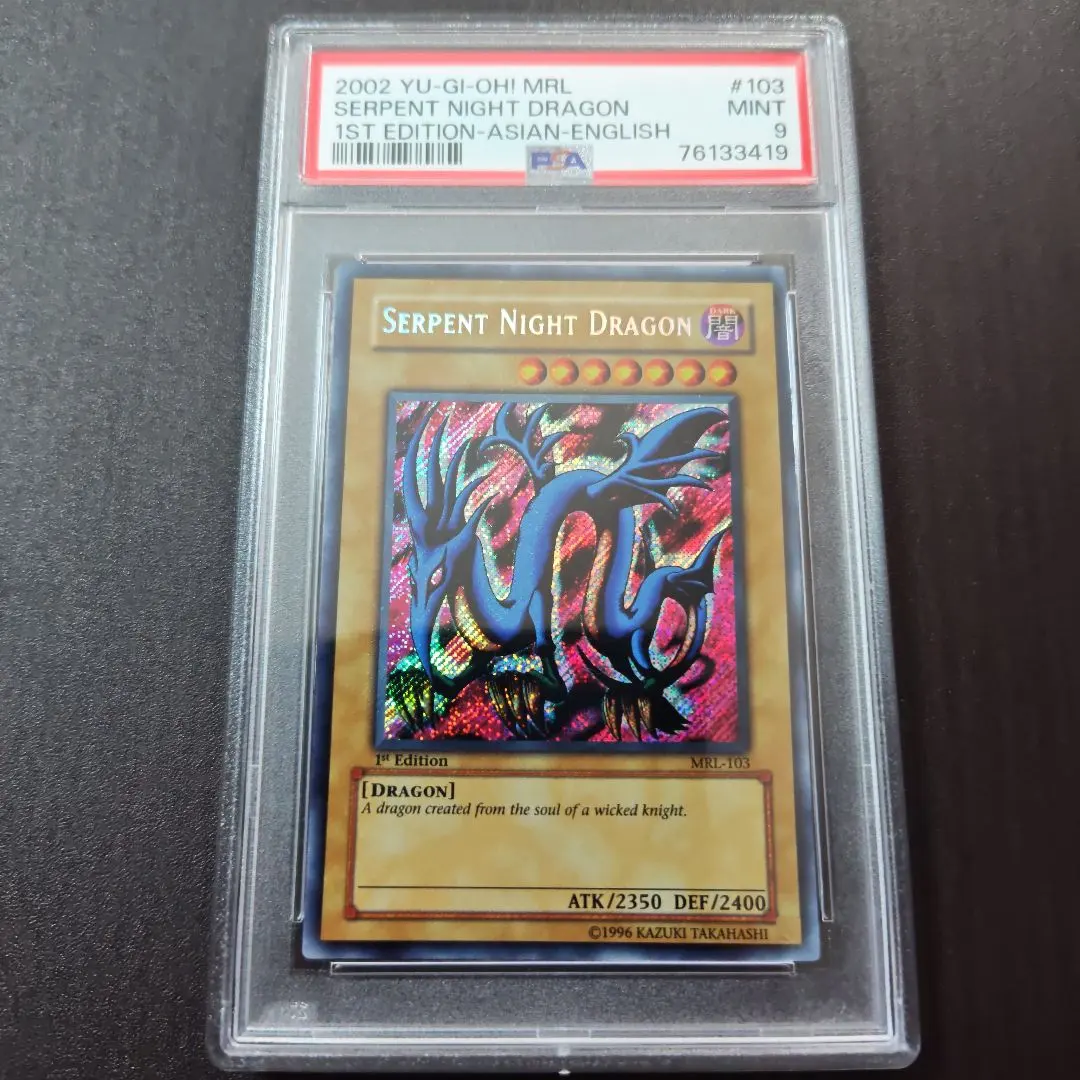 2002 YU-GI-OH! MRL #103
SERPENT NIGHT DRAGON MINT
1ST EDITION-ASIAN-ENGLISH 9
PSA 76133419
SERPENT NIGHT DRAGON
DARK
闇
1st Edition MRL-103
[DRAGON]
A dragon created from the soul of a wicked knight.
ATK/2350 DEF/2400
©1996 KAZUKI TAKAHASHI